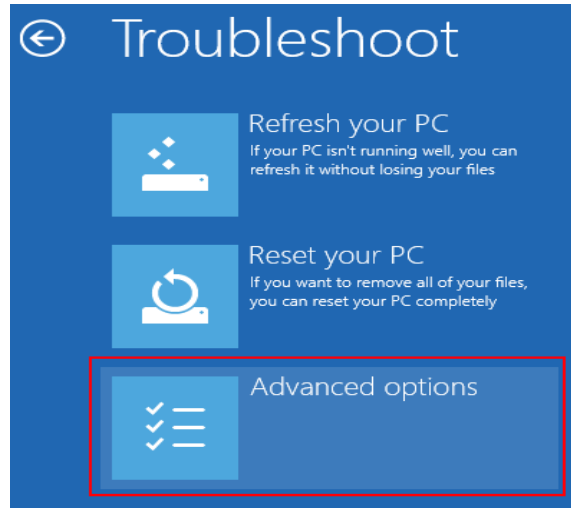 Troubleshoot
Refresh your PC
If your PC isn't running well, you can
refresh it without losing your files
Reset your PC
If you want to remove all of your files,
you can reset your PC completely
Advanced options